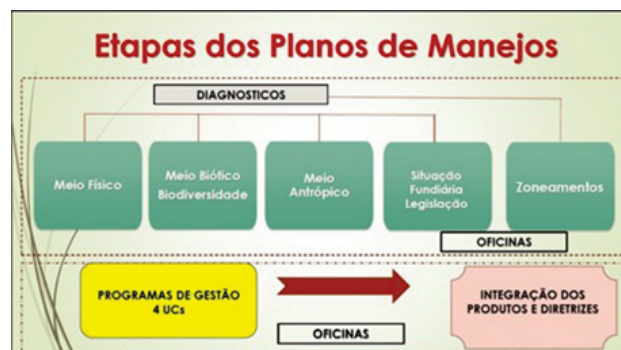 Etapas dos Planos de Manejos
DIAGNOSTICOS
Meio Físico
Meio Biótico
Biodiversidade
Meio
Antrópico
Situação
Fundiária
Legislação
Zoneamentos
OFICINAS
PROGRAMAS DE GESTÃO
4 UCs
INTEGRAÇÃO DOS
PRODUTOS E DIRETRIZES
OFICINAS